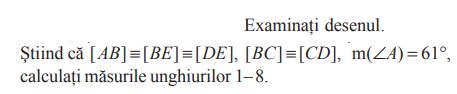 Examinați desenul.
Știind că [AB]≡[BE]≡[DE], [BC]≡[CD], m(∠A)=61°,
calculați măsurile unghiurilor 1–8.